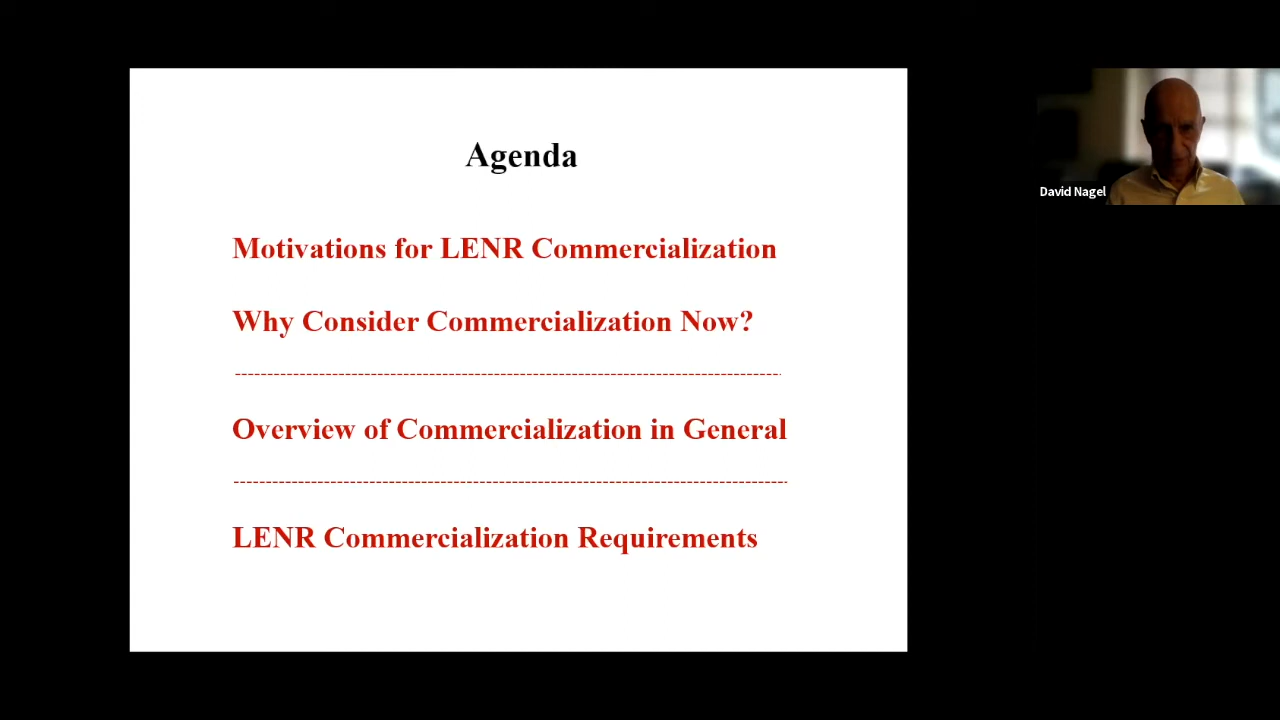 Agenda
Motivations for LENR Commercialization
Why Consider Commercialization Now?
Overview of Commercialization in General
LENR Commercialization Requirements
David Nagel